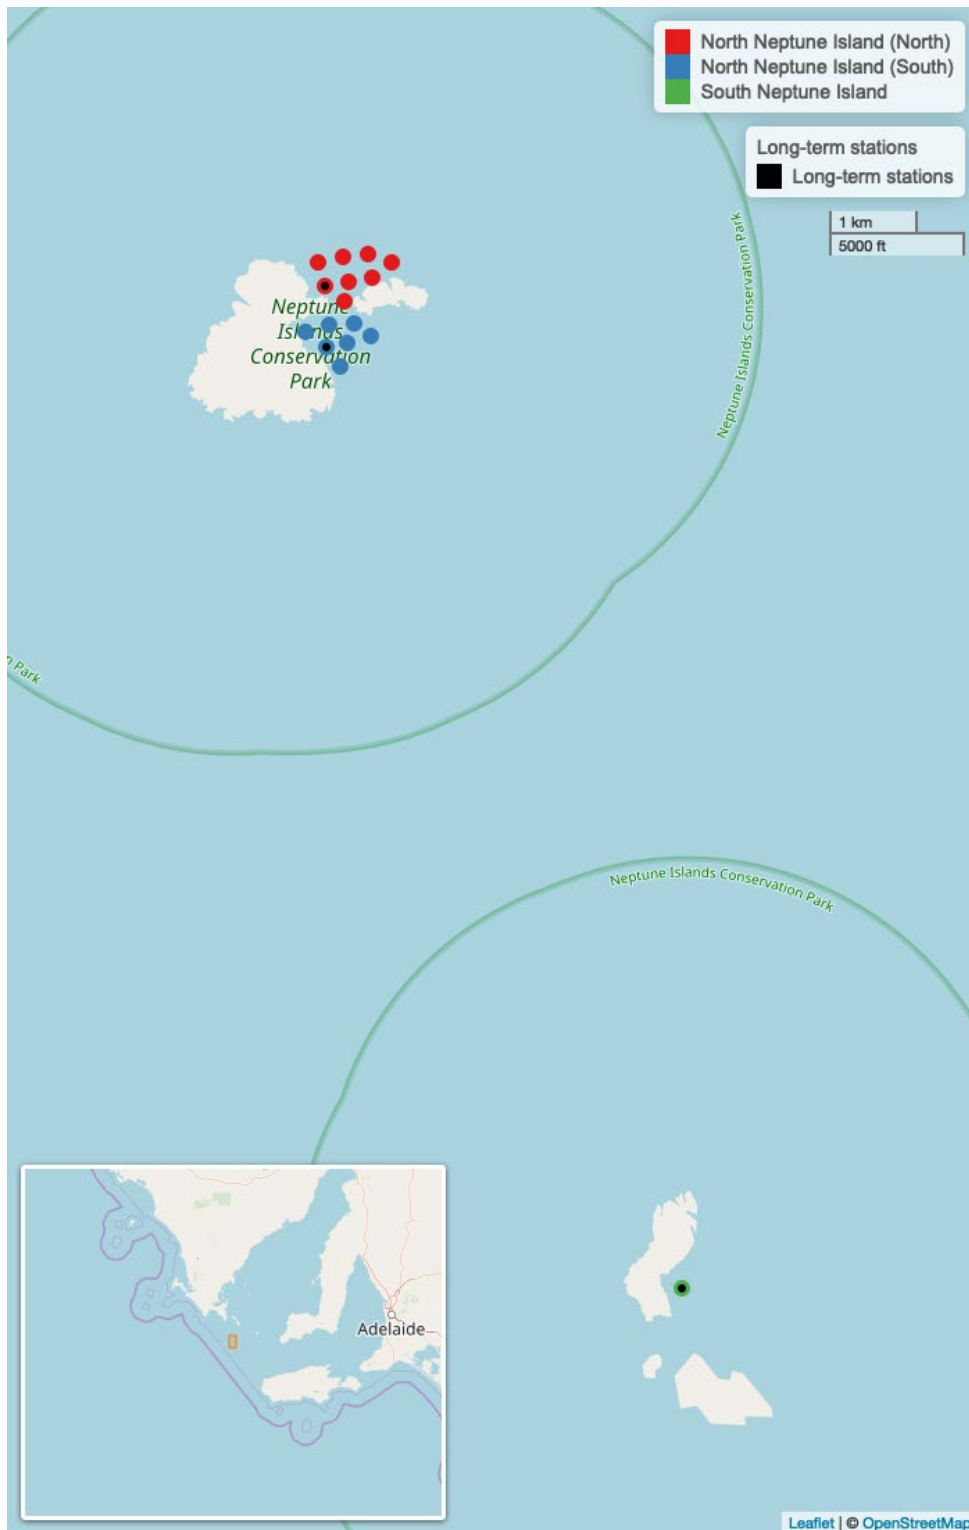 North Neptune Island (North)
North Neptune Island (South)
South Neptune Island
Long-term stations
Long-term stations
1 km
5000 ft
Neptune Islands Conservation Park
Neptune
Islands
Conservation
Park
n Park
Neptune Islands Conservation Park
Adelaide
Leaflet | © OpenStreetMap